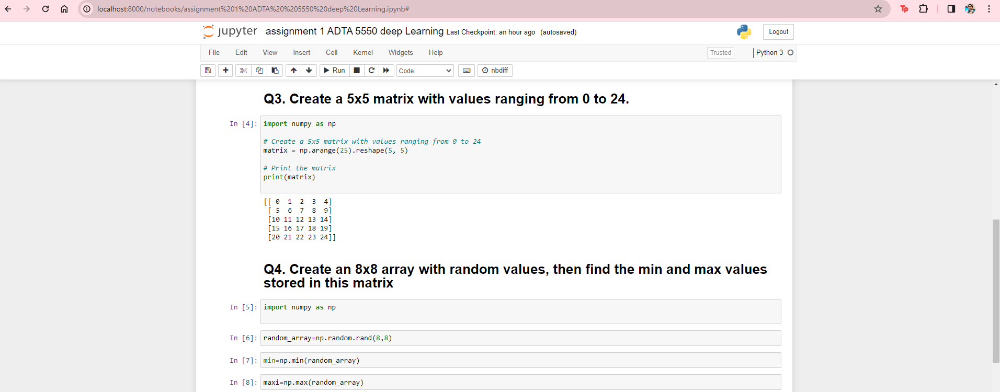 localhost:8000/notebooks/assignment%201%20ADTA%20%205550%20deep%20Learning.ipynb#
Tp
jupyter assignment 1 ADTA 5550 deep Learning Last Checkpoint: an hour ago (autosaved)
Logout
File Edit View Insert Cell Kernel Widgets Help
Trusted
Python 3
Run
Code
nbdiff
Q3. Create a 5x5 matrix with values ranging from 0 to 24.
In [4]: import numpy as np
# Create a 5x5 matrix with values ranging from 0 to 24
matrix = np.arange(25).reshape(5, 5)
# Print the matrix
print(matrix)
[[ 0  1  2  3  4]
 [ 5  6  7  8  9]
 [10 11 12 13 14]
 [15 16 17 18 19]
 [20 21 22 23 24]]
Q4. Create an 8x8 array with random values, then find the min and max values
stored in this matrix
In [5]: import numpy as np
In [6]: random_array=np.random.rand(8,8)
In [7]: min=np.min(random_array)
In [8]: maxi=np.max(random_array)